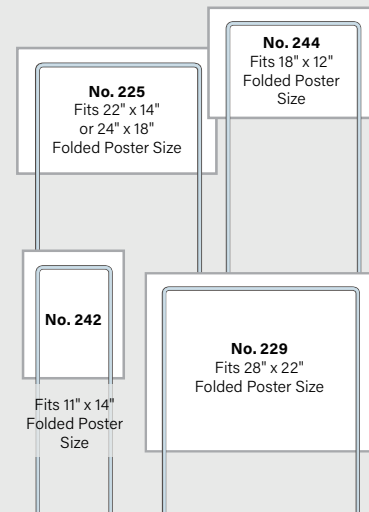 No. 225
Fits 22" x 14"
or 24" x 18"
Folded Poster Size
No. 244
Fits 18" x 12"
Folded Poster
Size
No. 242
Fits 11" x 14"
Folded Poster
Size
No. 229
Fits 28" x 22"
Folded Poster Size